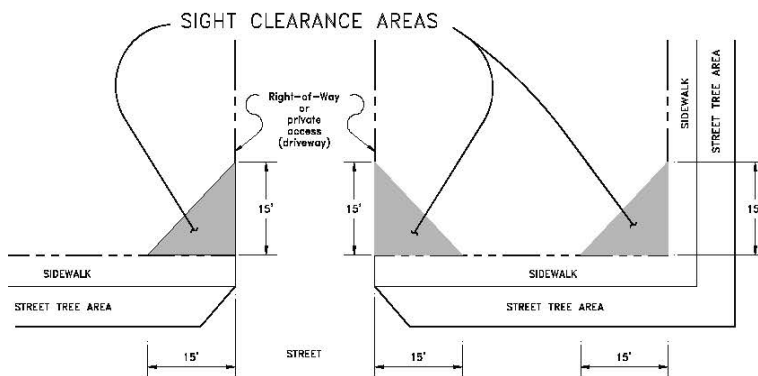 SIGHT CLEARANCE AREAS
Right-of-Way
or
private
access
(driveway)
SIDEWALK
STREET TREE AREA
15'
15'
15'
15'
SIDEWALK
SIDEWALK
STREET TREE AREA
STREET TREE AREA
15'
STREET
15'
15'